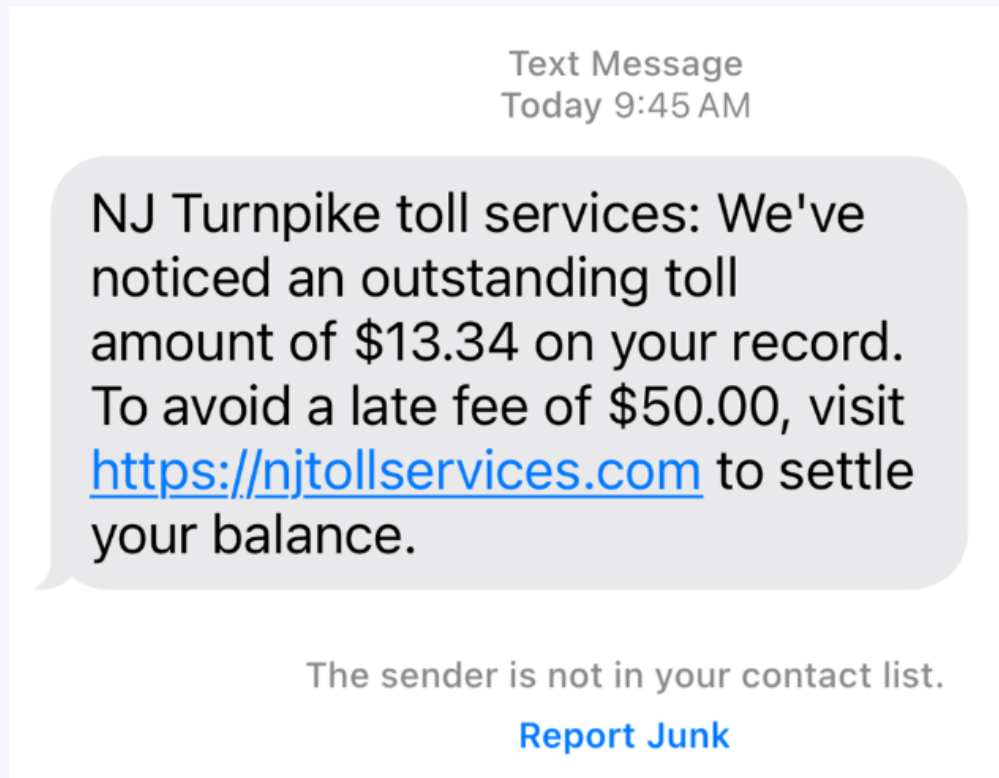 Text Message
Today 9:45 AM
NJ Turnpike toll services: We've
noticed an outstanding toll
amount of $13.34 on your record.
To avoid a late fee of $50.00, visit
https://njtollservices.com to settle
your balance.
The sender is not in your contact list.
Report Junk